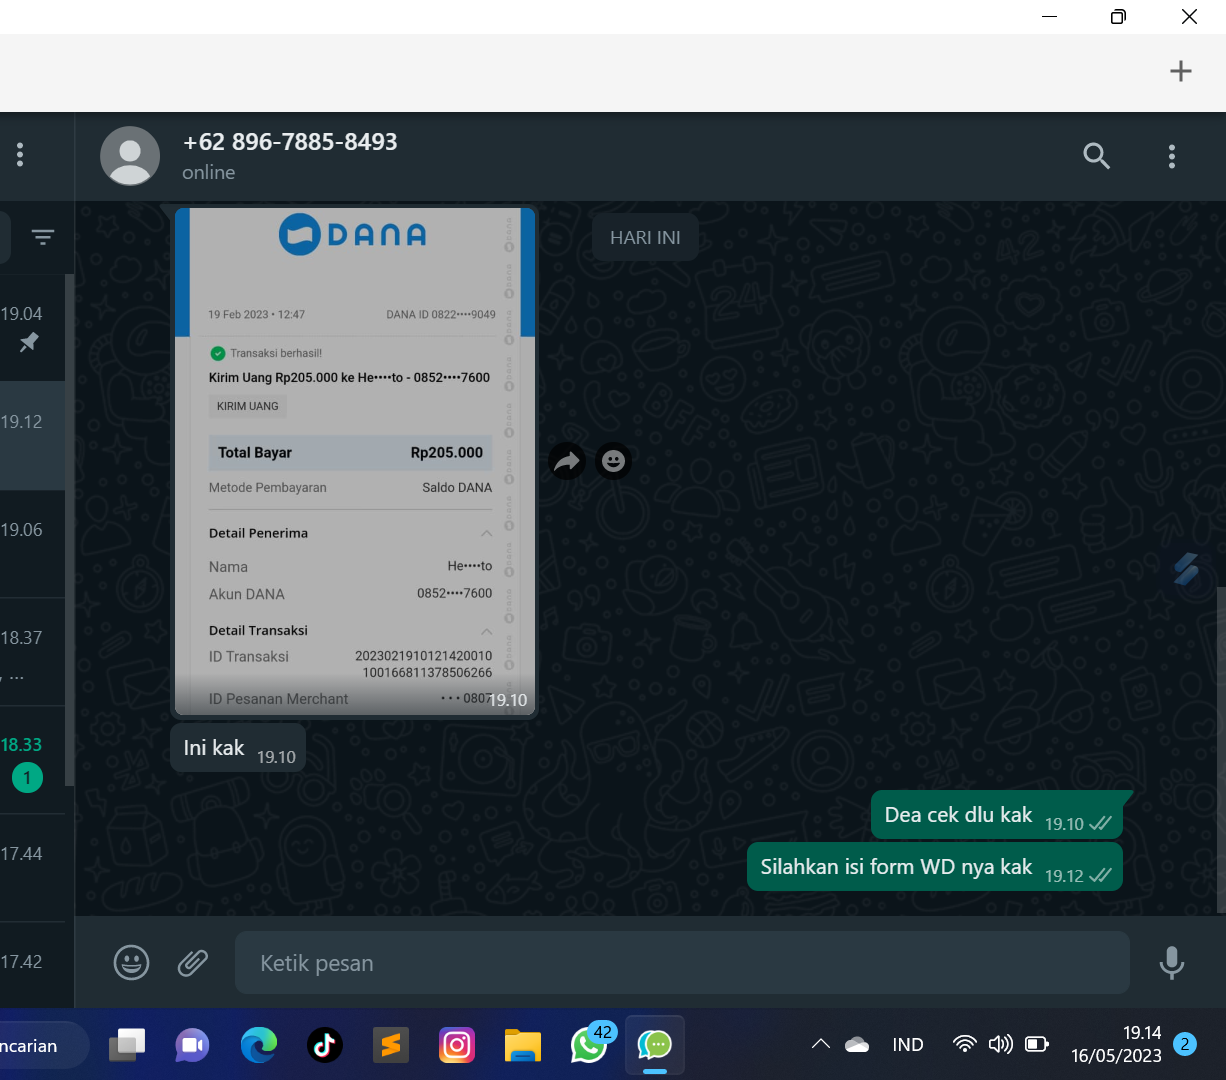 +62 896-7885-8493
online
HARI INI
DANA
19 Feb 2023 • 12:47
DANA ID 0822••••9049
Transaksi berhasil!
Kirim Uang Rp205.000 ke He••••to - 0852••••7600
KIRIM UANG
Total Bayar
Rp205.000
Metode Pembayaran
Saldo DANA
Detail Penerima
Nama
He••••to
Akun DANA
0852••••7600
Detail Transaksi
ID Transaksi
2023021910121420010
100166811378506266
ID Pesanan Merchant
• • • 0807
19.10
Ini kak 19.10
Dea cek dlu kak 19.10
Silahkan isi form WD nya kak 19.12
Ketik pesan
19.04
19.12
19.06
18.37
, ...
18.33
1
17.44
17.42
ncarian
42
IND
19.14
16/05/2023
2